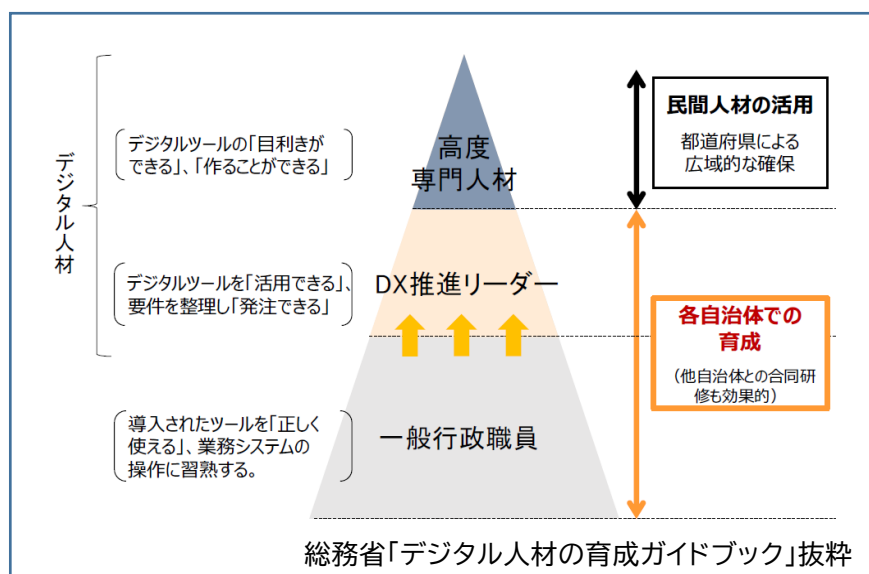 デジタル人材
デジタルツールの「目利きが
できる」、「作ることができる」
高度
専門人材
民間人材の活用
都道府県による
広域的な確保
デジタルツールを「活用できる」、
要件を整理し「発注できる」
DX推進リーダー
各自治体での
育成
（他自治体との合同研
修も効果的）
導入されたツールを「正しく
使える」、業務システムの
操作に習熟する。
一般行政職員
総務省「デジタル人材の育成ガイドブック」抜粋